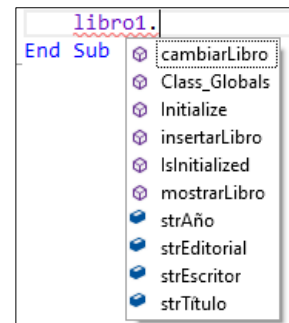 libro1.
End Sub
cambiarLibro
Class_Globals
Initialize
insertarLibro
IsInitialized
mostrarLibro
strAño
strEditorial
strEscritor
strTítulo